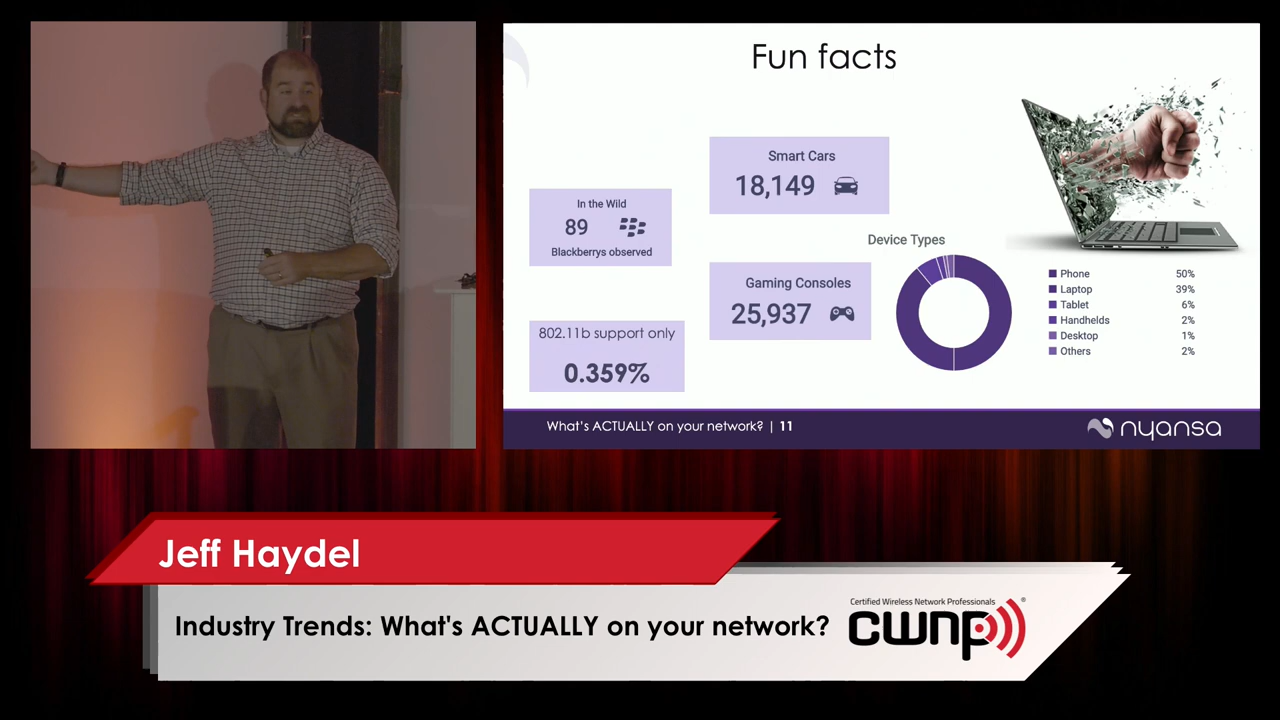 Fun facts
Smart Cars
18,149
In the Wild
89
Blackberrys observed
Device Types
Gaming Consoles
25,937
Phone 50%
Laptop 39%
Tablet 6%
Handhelds 2%
Desktop 1%
Others 2%
802.11b support only
0.359%
What's ACTUALLY on your network? | 11
nyansa
Jeff Haydel
Industry Trends: What's ACTUALLY on your network?
Certified Wireless Network Professionals
cwnp®